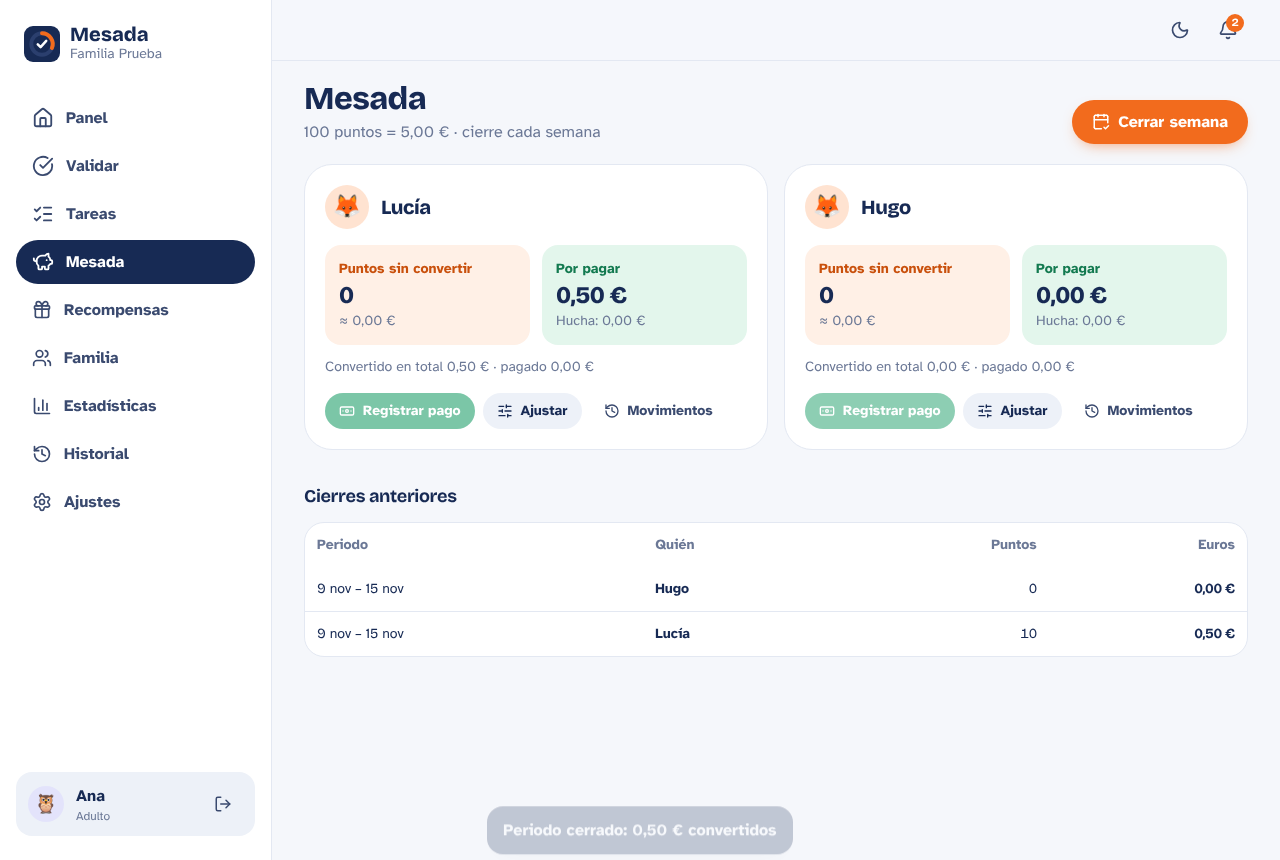 Mesada
Familia Prueba
Panel
Validar
Tareas
Mesada
Recompensas
Familia
Estadísticas
Historial
Ajustes
Ana
Adulto
2
Mesada
100 puntos = 5,00 € · cierre cada semana
Cerrar semana
Lucía
Puntos sin convertir
0
≈ 0,00 €
Por pagar
0,50 €
Hucha: 0,00 €
Convertido en total 0,50 € · pagado 0,00 €
Registrar pago
Ajustar
Movimientos
Hugo
Puntos sin convertir
0
≈ 0,00 €
Por pagar
0,00 €
Hucha: 0,00 €
Convertido en total 0,00 € · pagado 0,00 €
Registrar pago
Ajustar
Movimientos
Cierres anteriores
Periodo Quién Puntos Euros
9 nov – 15 nov Hugo 0 0,00 €
9 nov – 15 nov Lucía 10 0,50 €
Periodo cerrado: 0,50 € convertidos